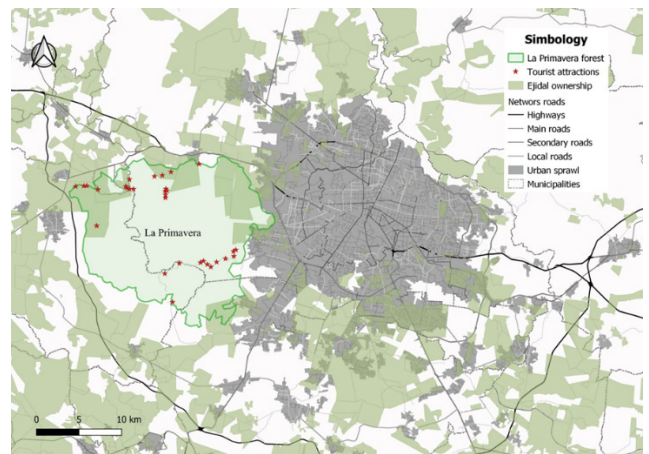 Simbology
La Primavera forest
Tourist attractions
Ejidal ownership
Networs roads
Highways
Main roads
Secondary roads
Local roads
Urban sprawl
Municipalities
La Primavera
0 5 10 km